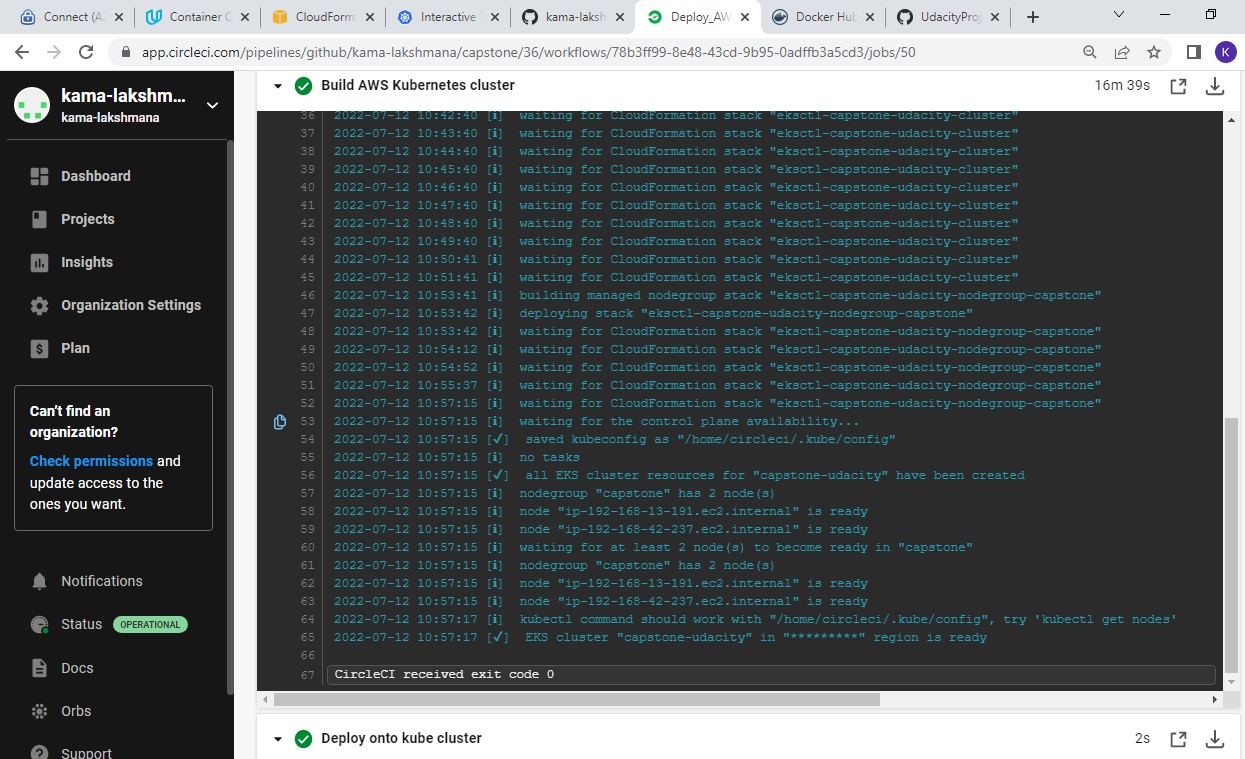 Connect (A
Container C
CloudForma
Interactive T
kama-laksh
Deploy_AW
Docker Hub
UdacityProj
app.circleci.com/pipelines/github/kama-lakshmana/capstone/36/workflows/78b3ff99-8e48-43cd-9b95-0adffb3a5cd3/jobs/50
K
kama-lakshm...
kama-lakshmana
Dashboard
Projects
Insights
Organization Settings
Plan
Can't find an
organization?
Check permissions and
update access to the
ones you want.
Notifications
Status OPERATIONAL
Docs
Orbs
Support
Build AWS Kubernetes cluster 16m 39s
36 2022-07-12 10:42:40 [i] waiting for CloudFormation stack "eksctl-capstone-udacity-cluster"
37 2022-07-12 10:43:40 [i] waiting for CloudFormation stack "eksctl-capstone-udacity-cluster"
38 2022-07-12 10:44:40 [i] waiting for CloudFormation stack "eksctl-capstone-udacity-cluster"
39 2022-07-12 10:45:40 [i] waiting for CloudFormation stack "eksctl-capstone-udacity-cluster"
40 2022-07-12 10:46:40 [i] waiting for CloudFormation stack "eksctl-capstone-udacity-cluster"
41 2022-07-12 10:47:40 [i] waiting for CloudFormation stack "eksctl-capstone-udacity-cluster"
42 2022-07-12 10:48:40 [i] waiting for CloudFormation stack "eksctl-capstone-udacity-cluster"
43 2022-07-12 10:49:40 [i] waiting for CloudFormation stack "eksctl-capstone-udacity-cluster"
44 2022-07-12 10:50:41 [i] waiting for CloudFormation stack "eksctl-capstone-udacity-cluster"
45 2022-07-12 10:51:41 [i] waiting for CloudFormation stack "eksctl-capstone-udacity-cluster"
46 2022-07-12 10:53:41 [i] building managed nodegroup stack "eksctl-capstone-udacity-nodegroup-capstone"
47 2022-07-12 10:53:42 [i] deploying stack "eksctl-capstone-udacity-nodegroup-capstone"
48 2022-07-12 10:53:42 [i] waiting for CloudFormation stack "eksctl-capstone-udacity-nodegroup-capstone"
49 2022-07-12 10:54:12 [i] waiting for CloudFormation stack "eksctl-capstone-udacity-nodegroup-capstone"
50 2022-07-12 10:54:52 [i] waiting for CloudFormation stack "eksctl-capstone-udacity-nodegroup-capstone"
51 2022-07-12 10:55:37 [i] waiting for CloudFormation stack "eksctl-capstone-udacity-nodegroup-capstone"
52 2022-07-12 10:57:15 [i] waiting for CloudFormation stack "eksctl-capstone-udacity-nodegroup-capstone"
53 2022-07-12 10:57:15 [i] waiting for the control plane availability...
54 2022-07-12 10:57:15 [✓] saved kubeconfig as "/home/circleci/.kube/config"
55 2022-07-12 10:57:15 [i] no tasks
56 2022-07-12 10:57:15 [✓] all EKS cluster resources for "capstone-udacity" have been created
57 2022-07-12 10:57:15 [i] nodegroup "capstone" has 2 node(s)
58 2022-07-12 10:57:15 [i] node "ip-192-168-13-191.ec2.internal" is ready
59 2022-07-12 10:57:15 [i] node "ip-192-168-42-237.ec2.internal" is ready
60 2022-07-12 10:57:15 [i] waiting for at least 2 node(s) to become ready in "capstone"
61 2022-07-12 10:57:15 [i] nodegroup "capstone" has 2 node(s)
62 2022-07-12 10:57:15 [i] node "ip-192-168-13-191.ec2.internal" is ready
63 2022-07-12 10:57:15 [i] node "ip-192-168-42-237.ec2.internal" is ready
64 2022-07-12 10:57:17 [i] kubectl command should work with "/home/circleci/.kube/config", try 'kubectl get nodes'
65 2022-07-12 10:57:17 [✓] EKS cluster "capstone-udacity" in "*********" region is ready
66
67 CircleCI received exit code 0
Deploy onto kube cluster 2s